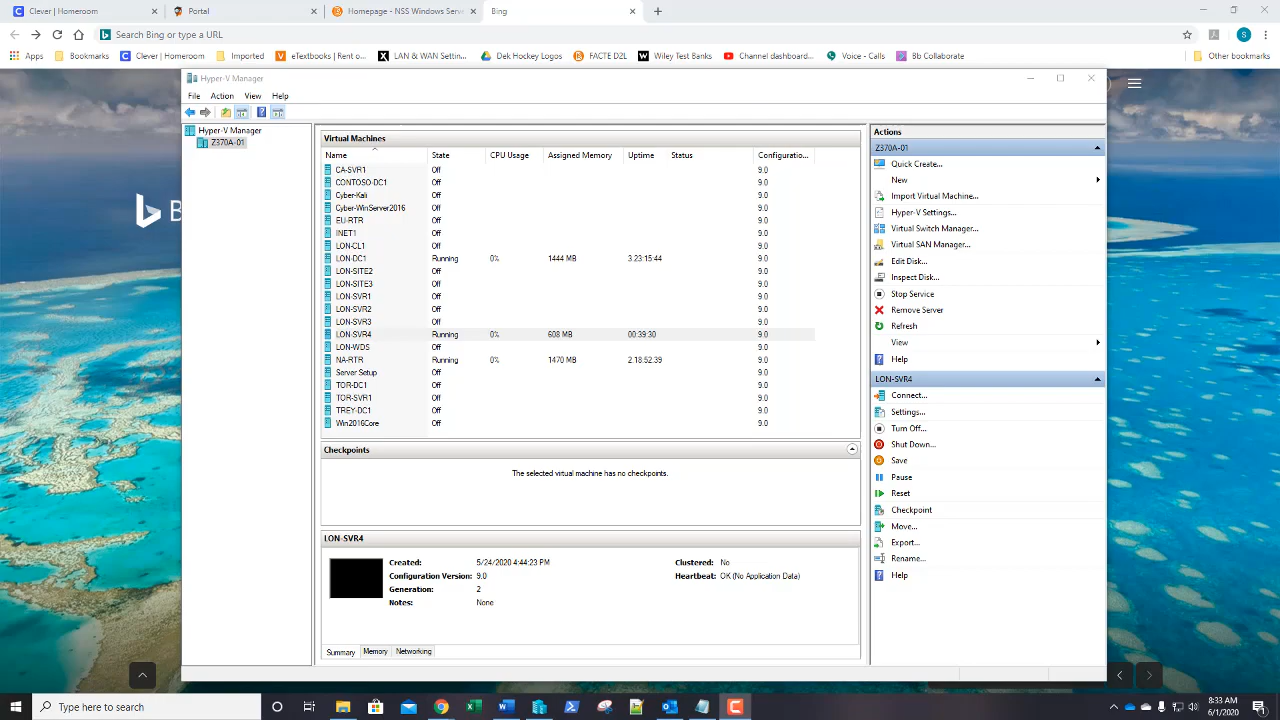 Clever | Homeroom
Portal
Homepage - NSS Windows Serve
Bing
Search Bing or type a URL
S
Apps
Bookmarks
Clever | Homeroom
Imported
eTextbooks | Rent o...
LAN & WAN Settin...
Dek Hockey Logos
FACTE D2L
Wiley Test Banks
Channel dashboard...
Voice - Calls
Bb Collaborate
Other bookmarks
Hyper-V Manager
File Action View Help
Hyper-V Manager
Z370A-01
B
Virtual Machines
Name State CPU Usage Assigned Memory Uptime Status Configuratio...
CA-SVR1 Off 9.0
CONTOSO-DC1 Off 9.0
Cyber-Kali Off 9.0
Cyber-WinServer2016 Off 9.0
EU-RTR Off 9.0
INET1 Off 9.0
LON-CL1 Off 9.0
LON-DC1 Running 0% 1444 MB 3.23:15:44 9.0
LON-SITE2 Off 9.0
LON-SITE3 Off 9.0
LON-SVR1 Off 9.0
LON-SVR2 Off 9.0
LON-SVR3 Off 9.0
LON-SVR4 Running 0% 608 MB 00:39:30 9.0
LON-WDS Off 9.0
NA-RTR Running 0% 1470 MB 2.18:52:39 9.0
Server Setup Off 9.0
TOR-DC1 Off 9.0
TOR-SVR1 Off 9.0
TREY-DC1 Off 9.0
Win2016Core Off 9.0
Checkpoints
The selected virtual machine has no checkpoints.
LON-SVR4
Created: 5/24/2020 4:44:23 PM Clustered: No
Configuration Version: 9.0 Heartbeat: OK (No Application Data)
Generation: 2
Notes: None
Summary Memory Networking
Actions
Z370A-01
Quick Create...
New
Import Virtual Machine...
Hyper-V Settings...
Virtual Switch Manager...
Virtual SAN Manager...
Edit Disk...
Inspect Disk...
Stop Service
Remove Server
Refresh
View
Help
LON-SVR4
Connect...
Settings...
Turn Off...
Shut Down...
Save
Pause
Reset
Checkpoint
Move...
Export...
Rename...
Help
Type here to search
8:33 AM
6/1/2020